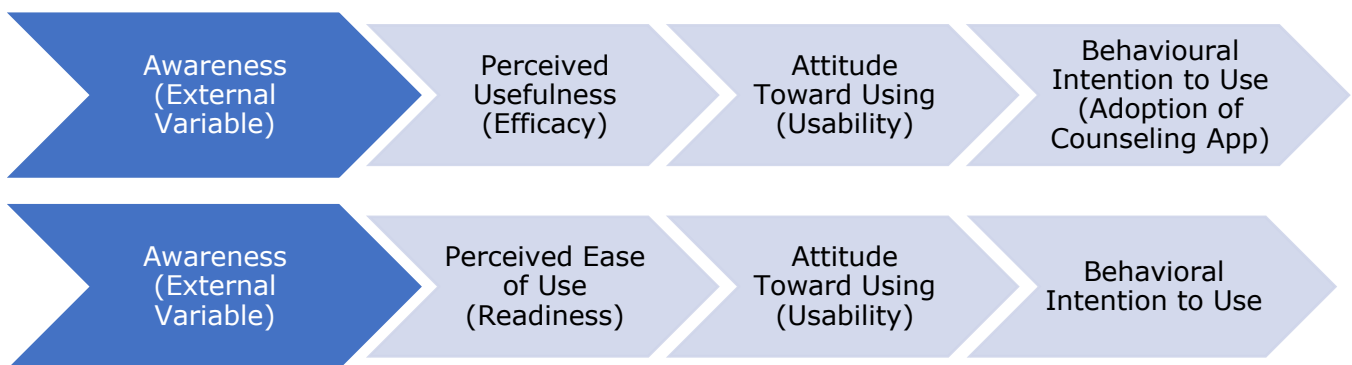 Awareness
(External
Variable)
Perceived
Usefulness
(Efficacy)
Attitude
Toward Using
(Usability)
Behavioural
Intention to Use
(Adoption of
Counseling App)
Awareness
(External
Variable)
Perceived Ease
of Use
(Readiness)
Attitude
Toward Using
(Usability)
Behavioral
Intention to Use